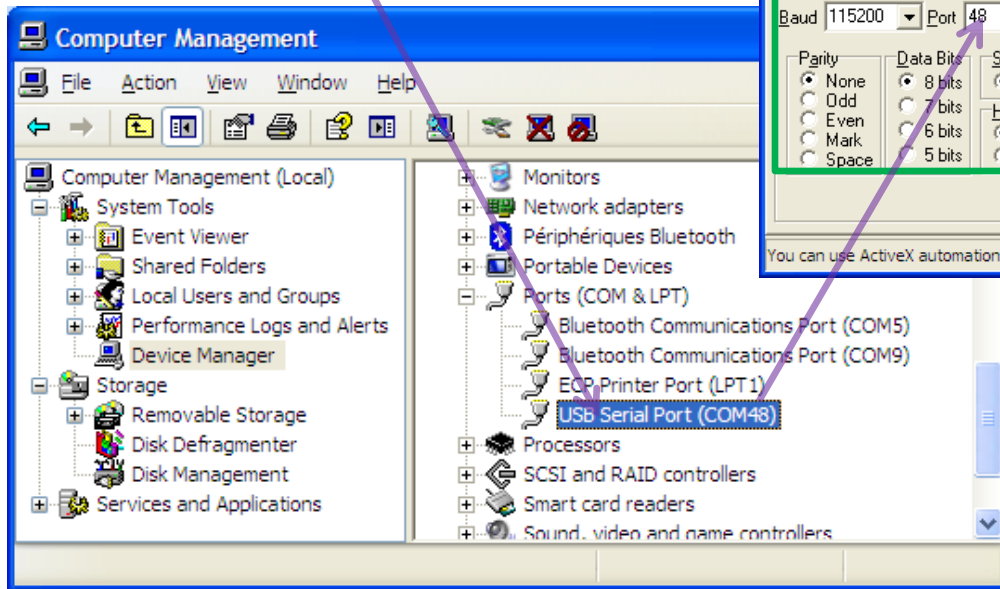 Computer Management
File Action View Window Help
Computer Management (Local)
System Tools
Event Viewer
Shared Folders
Local Users and Groups
Performance Logs and Alerts
Device Manager
Storage
Removable Storage
Disk Defragmenter
Disk Management
Services and Applications
Monitors
Network adapters
Périphériques Bluetooth
Portable Devices
Ports (COM & LPT)
Bluetooth Communications Port (COM5)
Bluetooth Communications Port (COM9)
ECP Printer Port (LPT1)
USB Serial Port (COM48)
Processors
SCSI and RAID controllers
Smart card readers
Sound, video and game controllers
Baud 115200 Port 48
Parity
None
Odd
Even
Mark
Space
Data Bits
8 bits
7 bits
6 bits
5 bits
You can use ActiveX automation